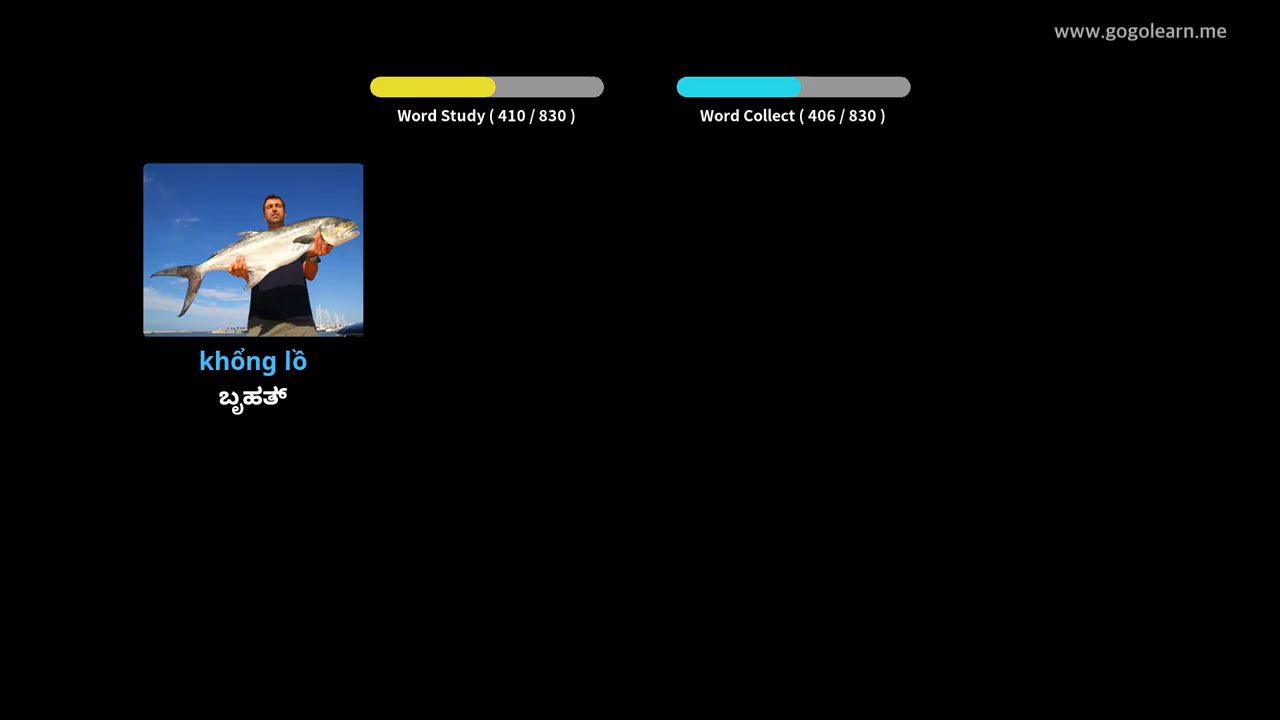 www.gogolearn.me
Word Study ( 410 / 830 )
Word Collect ( 406 / 830 )
khổng lồ
ಬೃಹತ್